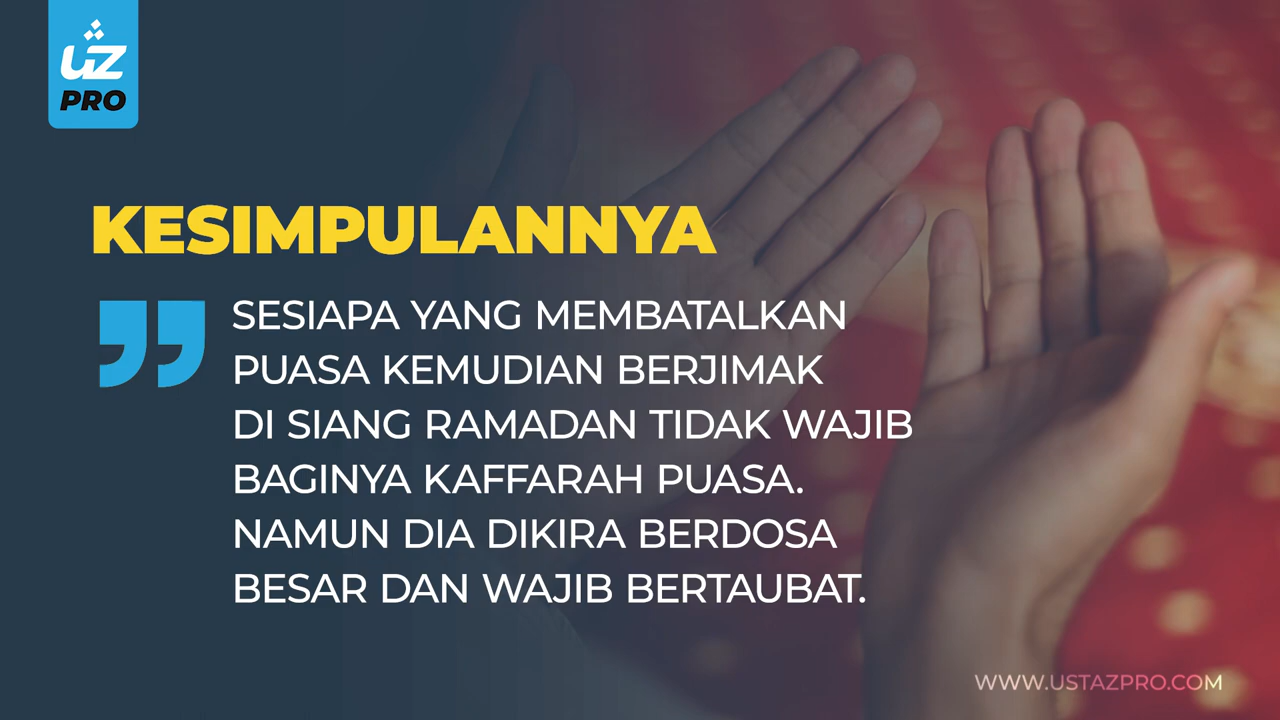 UZ
PRO
KESIMPULANNYA
” SESIAPA YANG MEMBATALKAN
PUASA KEMUDIAN BERJIMAK
DI SIANG RAMADAN TIDAK WAJIB
BAGINYA KAFFARAH PUASA.
NAMUN DIA DIKIRA BERDOSA
BESAR DAN WAJIB BERTAUBAT.
WWW.USTAZPRO.COM